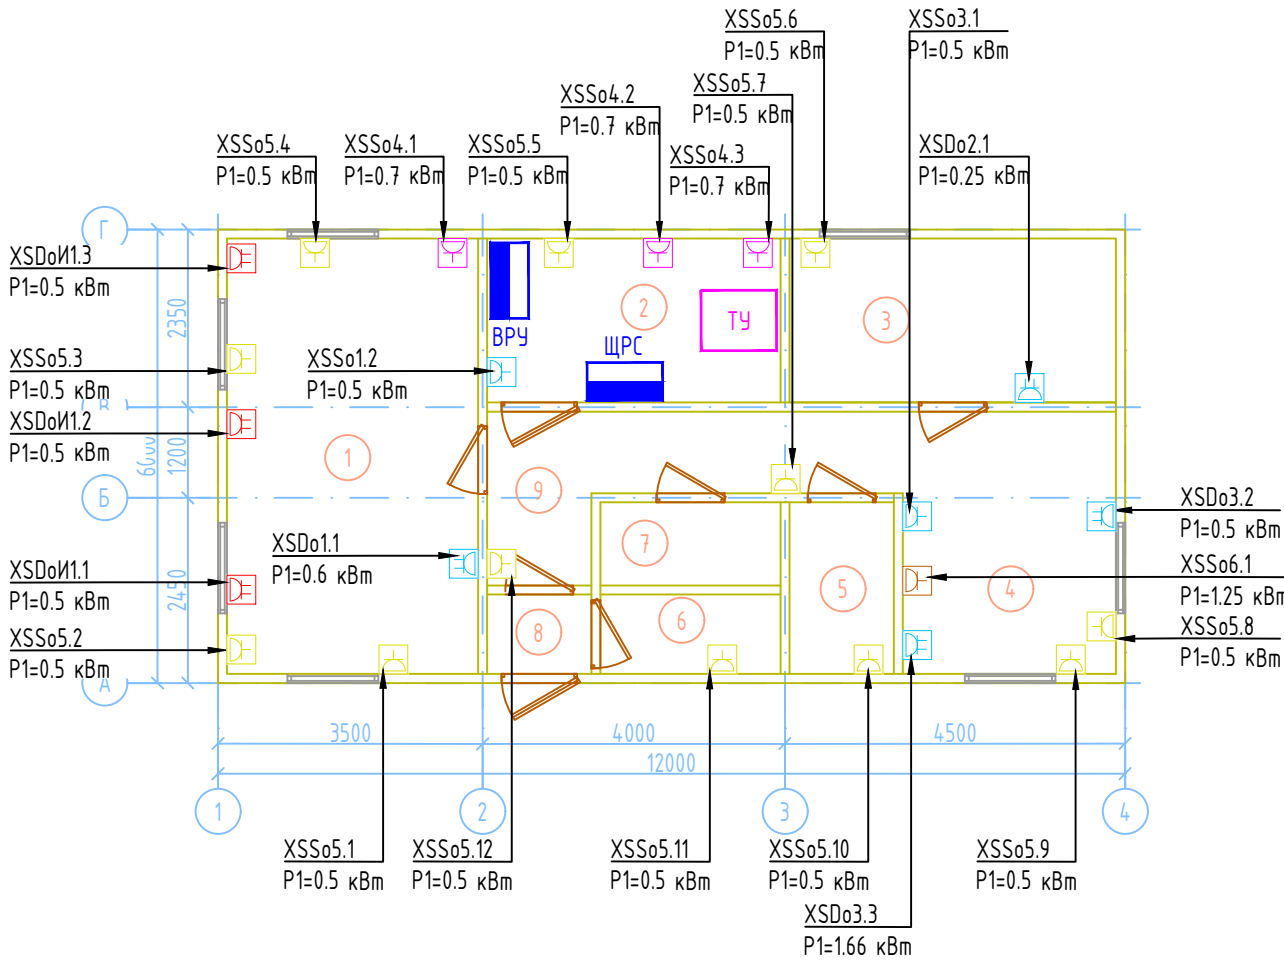 XSSo5.6
P1=0.5 кВт
XSSo3.1
P1=0.5 кВт
XSSo5.7
P1=0.5 кВт
XSSo4.2
P1=0.7 кВт
XSSo5.4
P1=0.5 кВт
XSSo4.1
P1=0.7 кВт
XSSo5.5
P1=0.5 кВт
XSSo4.3
P1=0.7 кВт
XSDo2.1
P1=0.25 кВт
Г
XSDoИ1.3
P1=0.5 кВт
2350
2
3
ТУ
ВРУ
ЩРС
XSSo5.3
P1=0.5 кВт
XSSo1.2
P1=0.5 кВт
В
XSDoИ1.2
P1=0.5 кВт
6000
1200
1
9
Б
XSDo3.2
P1=0.5 кВт
XSDo1.1
P1=0.6 кВт
7
XSDoИ1.1
P1=0.5 кВт
2450
5
4
XSSo6.1
P1=1.25 кВт
8
6
XSSo5.2
P1=0.5 кВт
XSSo5.8
P1=0.5 кВт
А
3500
4000
4500
12000
1
2
3
4
XSSo5.1
P1=0.5 кВт
XSSo5.12
P1=0.5 кВт
XSSo5.11
P1=0.5 кВт
XSSo5.10
P1=0.5 кВт
XSSo5.9
P1=0.5 кВт
XSDo3.3
P1=1.66 кВт